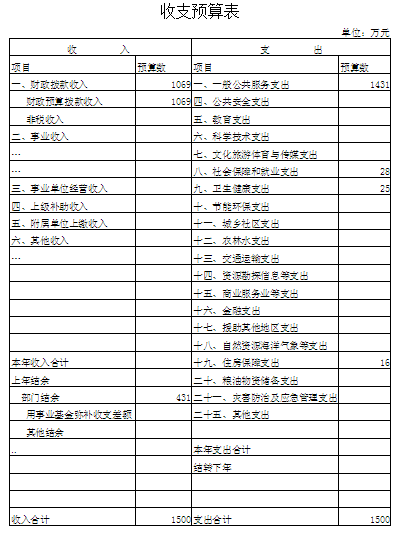 收支预算表
单位：万元
收 入 支 出
项目 预算数 项目 预算数
一、财政拨款收入 1069 一、一般公共服务支出 1431
财政预算拨款收入 1069 四、公共安全支出
非税收入 五、教育支出
二、事业收入 六、科学技术支出
… 七、文化旅游体育与传媒支出
… 八、社会保障和就业支出 28
三、事业单位经营收入 九、卫生健康支出 25
四、上级补助收入 十、节能环保支出
五、附属单位上缴收入 十一、城乡社区支出
六、其他收入 十二、农林水支出
… 十三、交通运输支出
十四、资源勘探信息等支出
十五、商业服务业等支出
十六、金融支出
十七、援助其他地区支出
十八、自然资源海洋气象等支出
本年收入合计 十九、住房保障支出 16
上年结余 二十、粮油物资储备支出
部门结余 431 二十一、灾害防治及应急管理支出
用事业基金弥补收支差额 二十五、其他支出
其他结余
.. 本年支出合计
结转下年
收入合计 1500 支出合计 1500